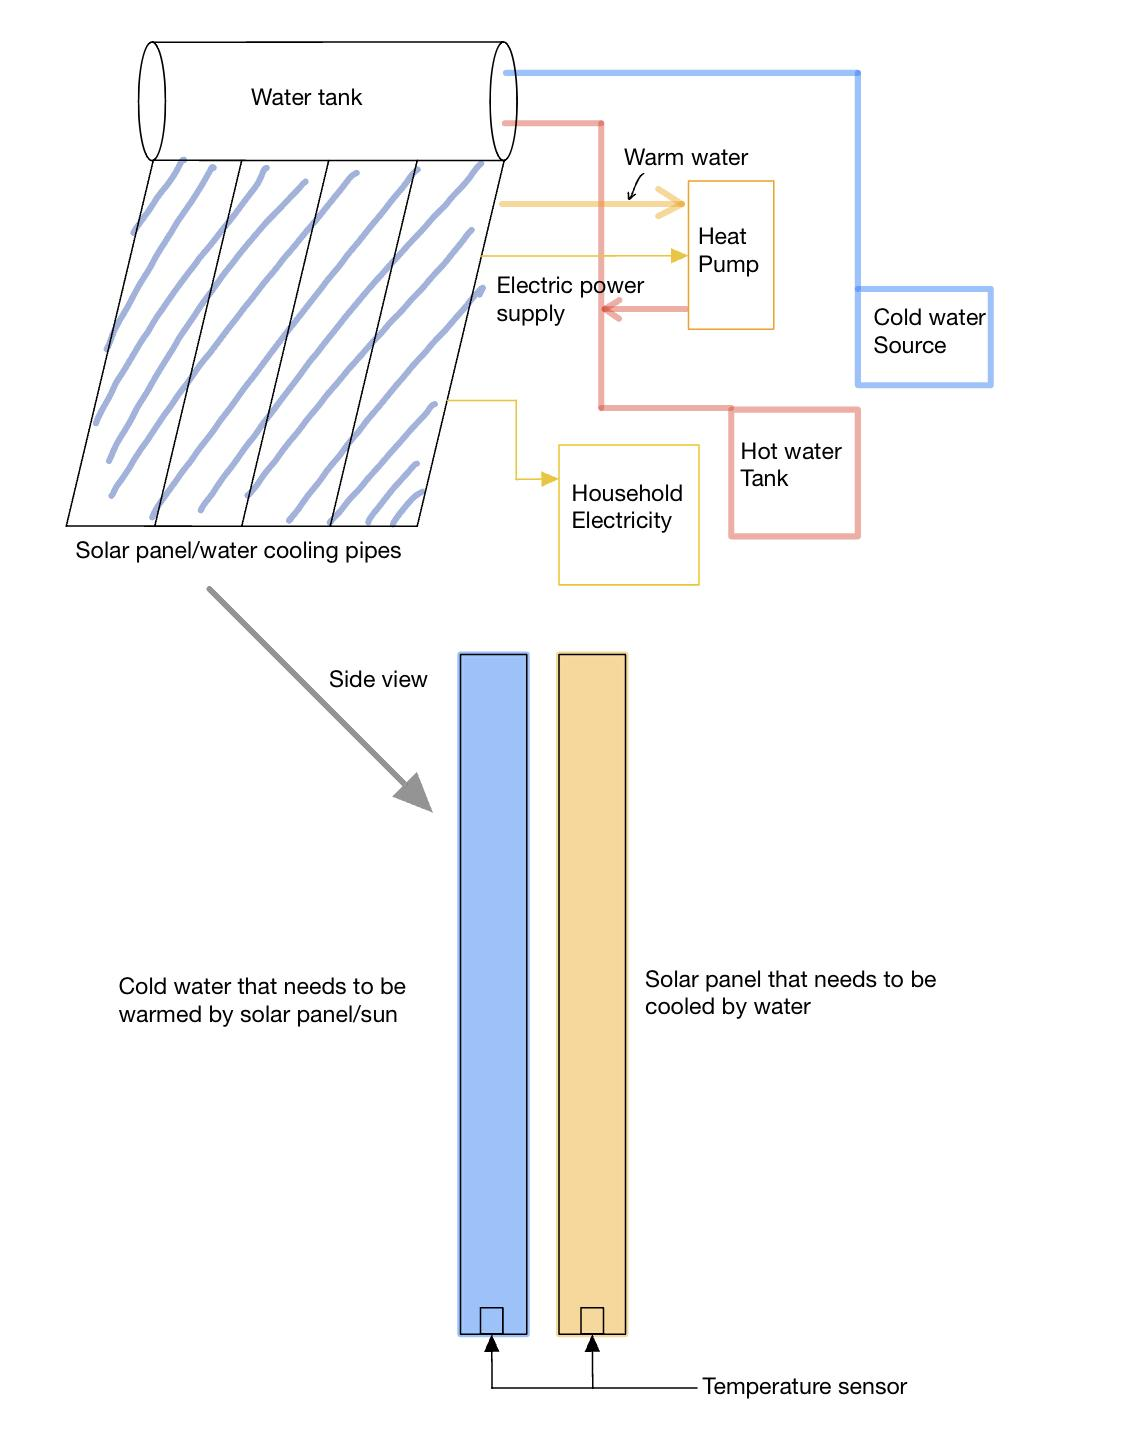 Water tank
Warm water
Heat
Pump
Electric power
supply
Cold water
Source
Hot water
Tank
Household
Electricity
Solar panel/water cooling pipes
Side view
Cold water that needs to be
warmed by solar panel/sun
Solar panel that needs to be
cooled by water
Temperature sensor